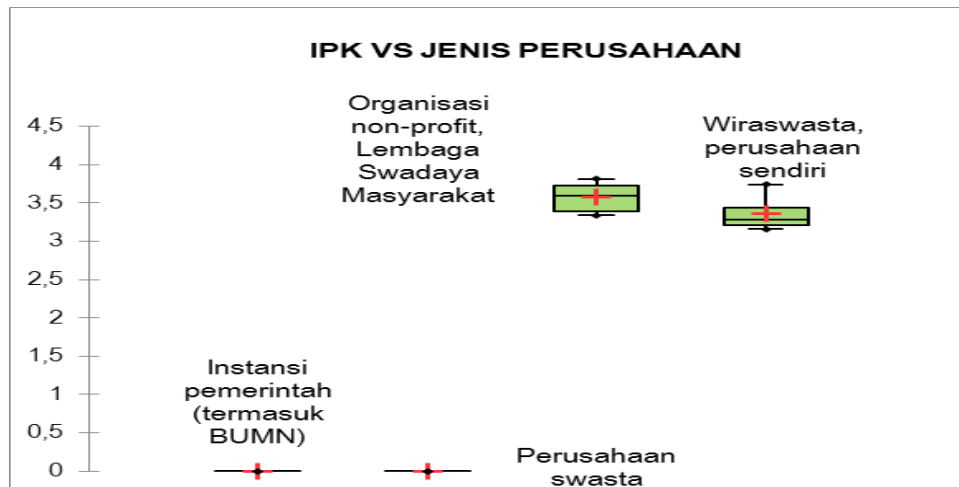 IPK VS JENIS PERUSAHAAN
Organisasi
non-profit,
Lembaga
Swadaya
Masyarakat
Wiraswasta,
perusahaan
sendiri
4,5
4
3,5
3
2,5
2
1,5
1
0,5
0
Instansi
pemerintah
(termasuk
BUMN)
Perusahaan
swasta